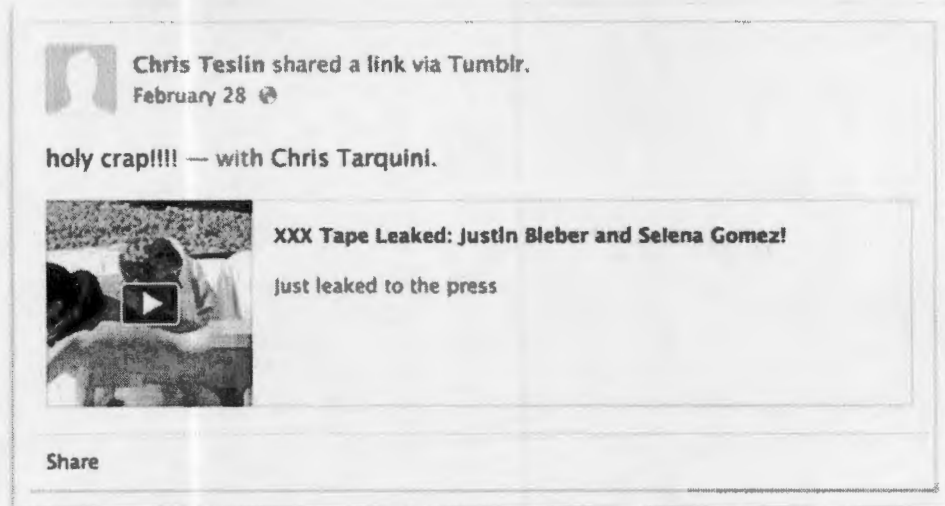 Chris Teslin shared a link via Tumblr.
February 28
holy crap!!!! — with Chris Tarquini.
XXX Tape Leaked: Justin Bieber and Selena Gomez!
Just leaked to the press
Share